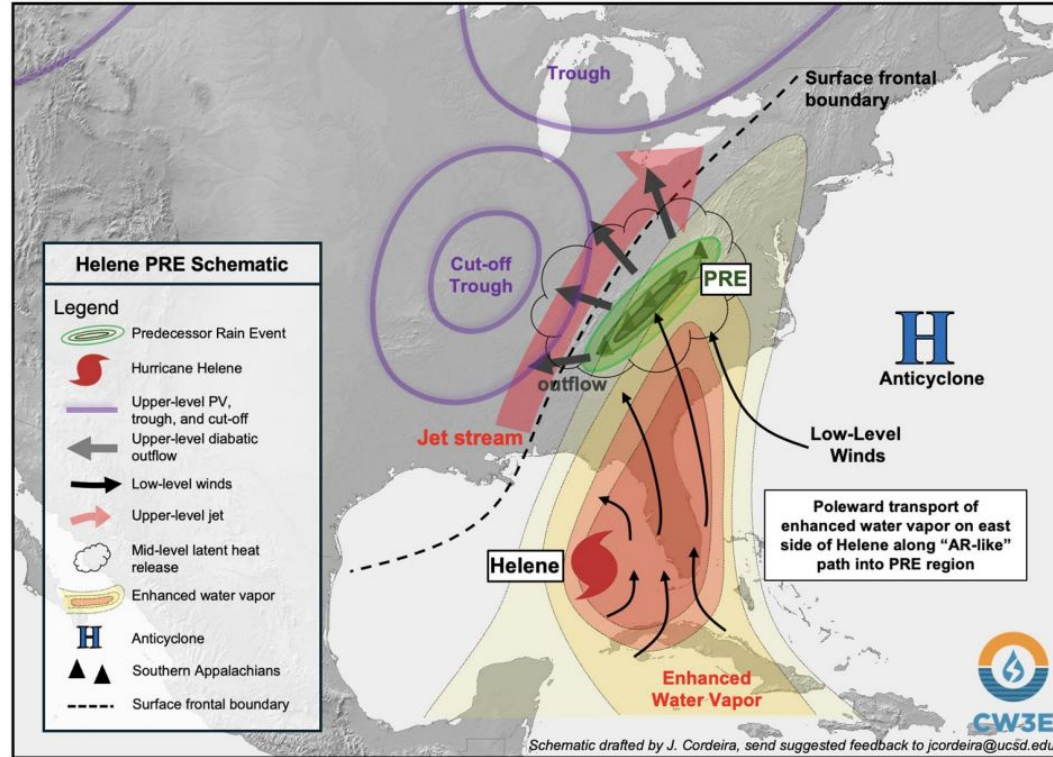 Trough
Surface frontal
boundary
Cut-off
Trough
PRE
H
Anticyclone
outflow
Jet stream
Low-Level
Winds
Poleward transport of
enhanced water vapor on east
side of Helene along “AR-like”
path into PRE region
Helene
Enhanced
Water Vapor
Helene PRE Schematic
Legend
Predecessor Rain Event
Hurricane Helene
Upper-level PV,
trough, and cut-off
Upper-level diabatic
outflow
Low-level winds
Upper-level jet
Mid-level latent heat
release
Enhanced water vapor
H
Anticyclone
Southern Appalachians
Surface frontal boundary
CW3E
Schematic drafted by J. Cordeira, send suggested feedback to jcordeira@ucsd.edu